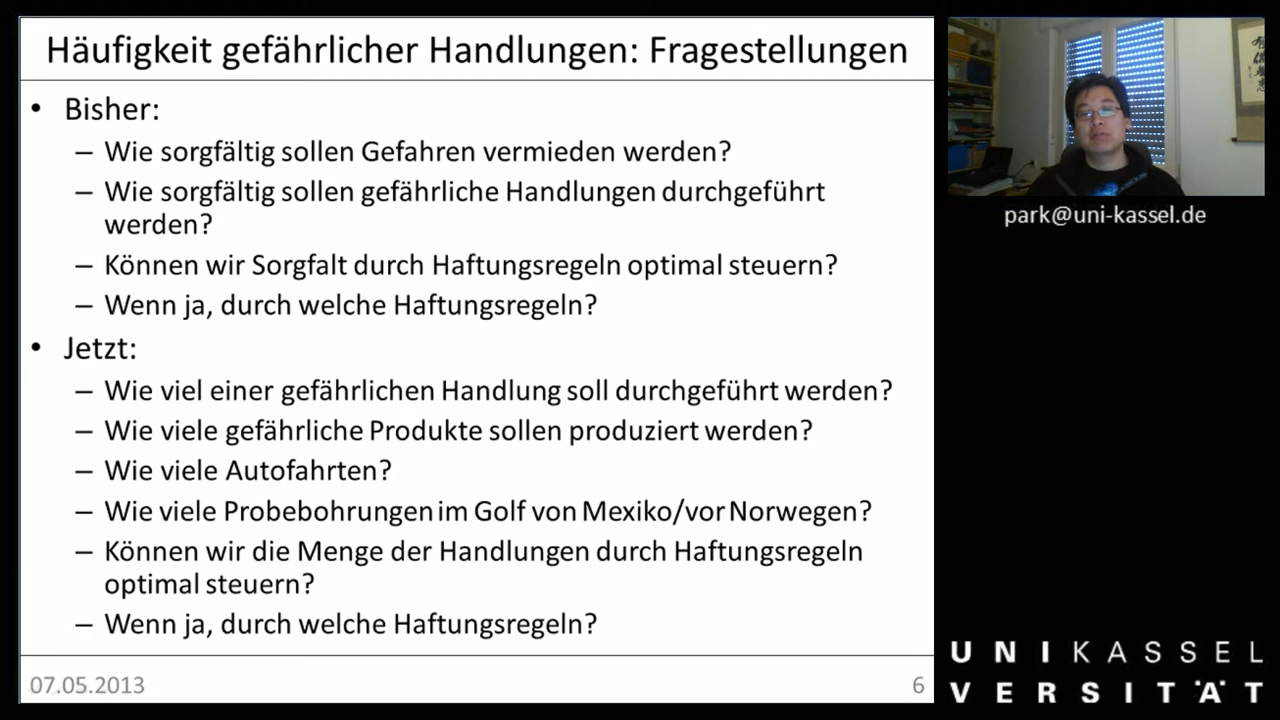 Häufigkeit gefährlicher Handlungen: Fragestellungen
• Bisher:
– Wie sorgfältig sollen Gefahren vermieden werden?
– Wie sorgfältig sollen gefährliche Handlungen durchgeführt
werden?
– Können wir Sorgfalt durch Haftungsregeln optimal steuern?
– Wenn ja, durch welche Haftungsregeln?
• Jetzt:
– Wie viel einer gefährlichen Handlung soll durchgeführt werden?
– Wie viele gefährliche Produkte sollen produziert werden?
– Wie viele Autofahrten?
– Wie viele Probebohrungen im Golf von Mexiko/vor Norwegen?
– Können wir die Menge der Handlungen durch Haftungsregeln
optimal steuern?
– Wenn ja, durch welche Haftungsregeln?
07.05.2013
6
park@uni-kassel.de
UNIKASSEL
VERSITÄT